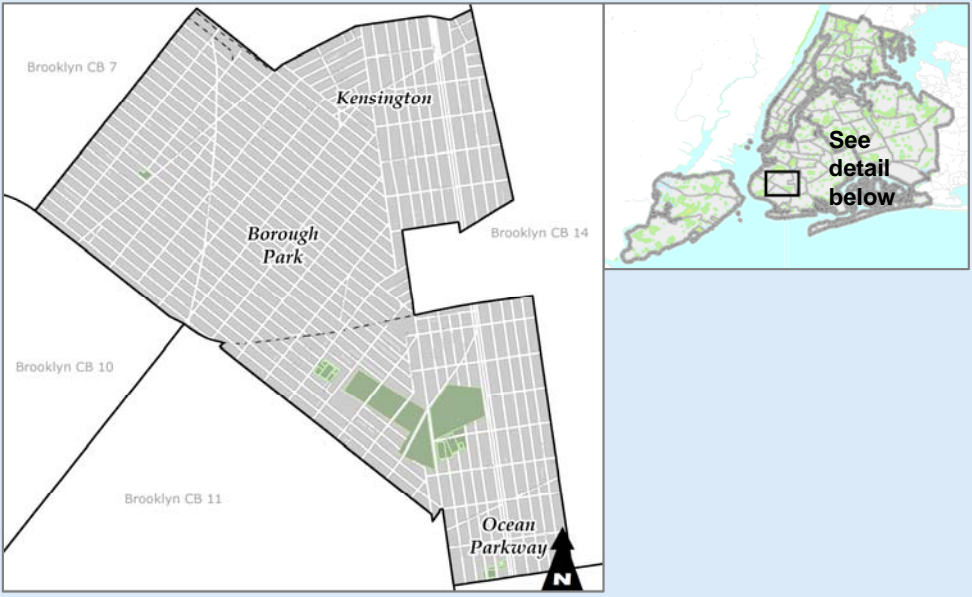 Brooklyn CB 7
Kensington
Borough
Park
Brooklyn CB 14
Brooklyn CB 10
Brooklyn CB 11
Ocean
Parkway
N
See
detail
below